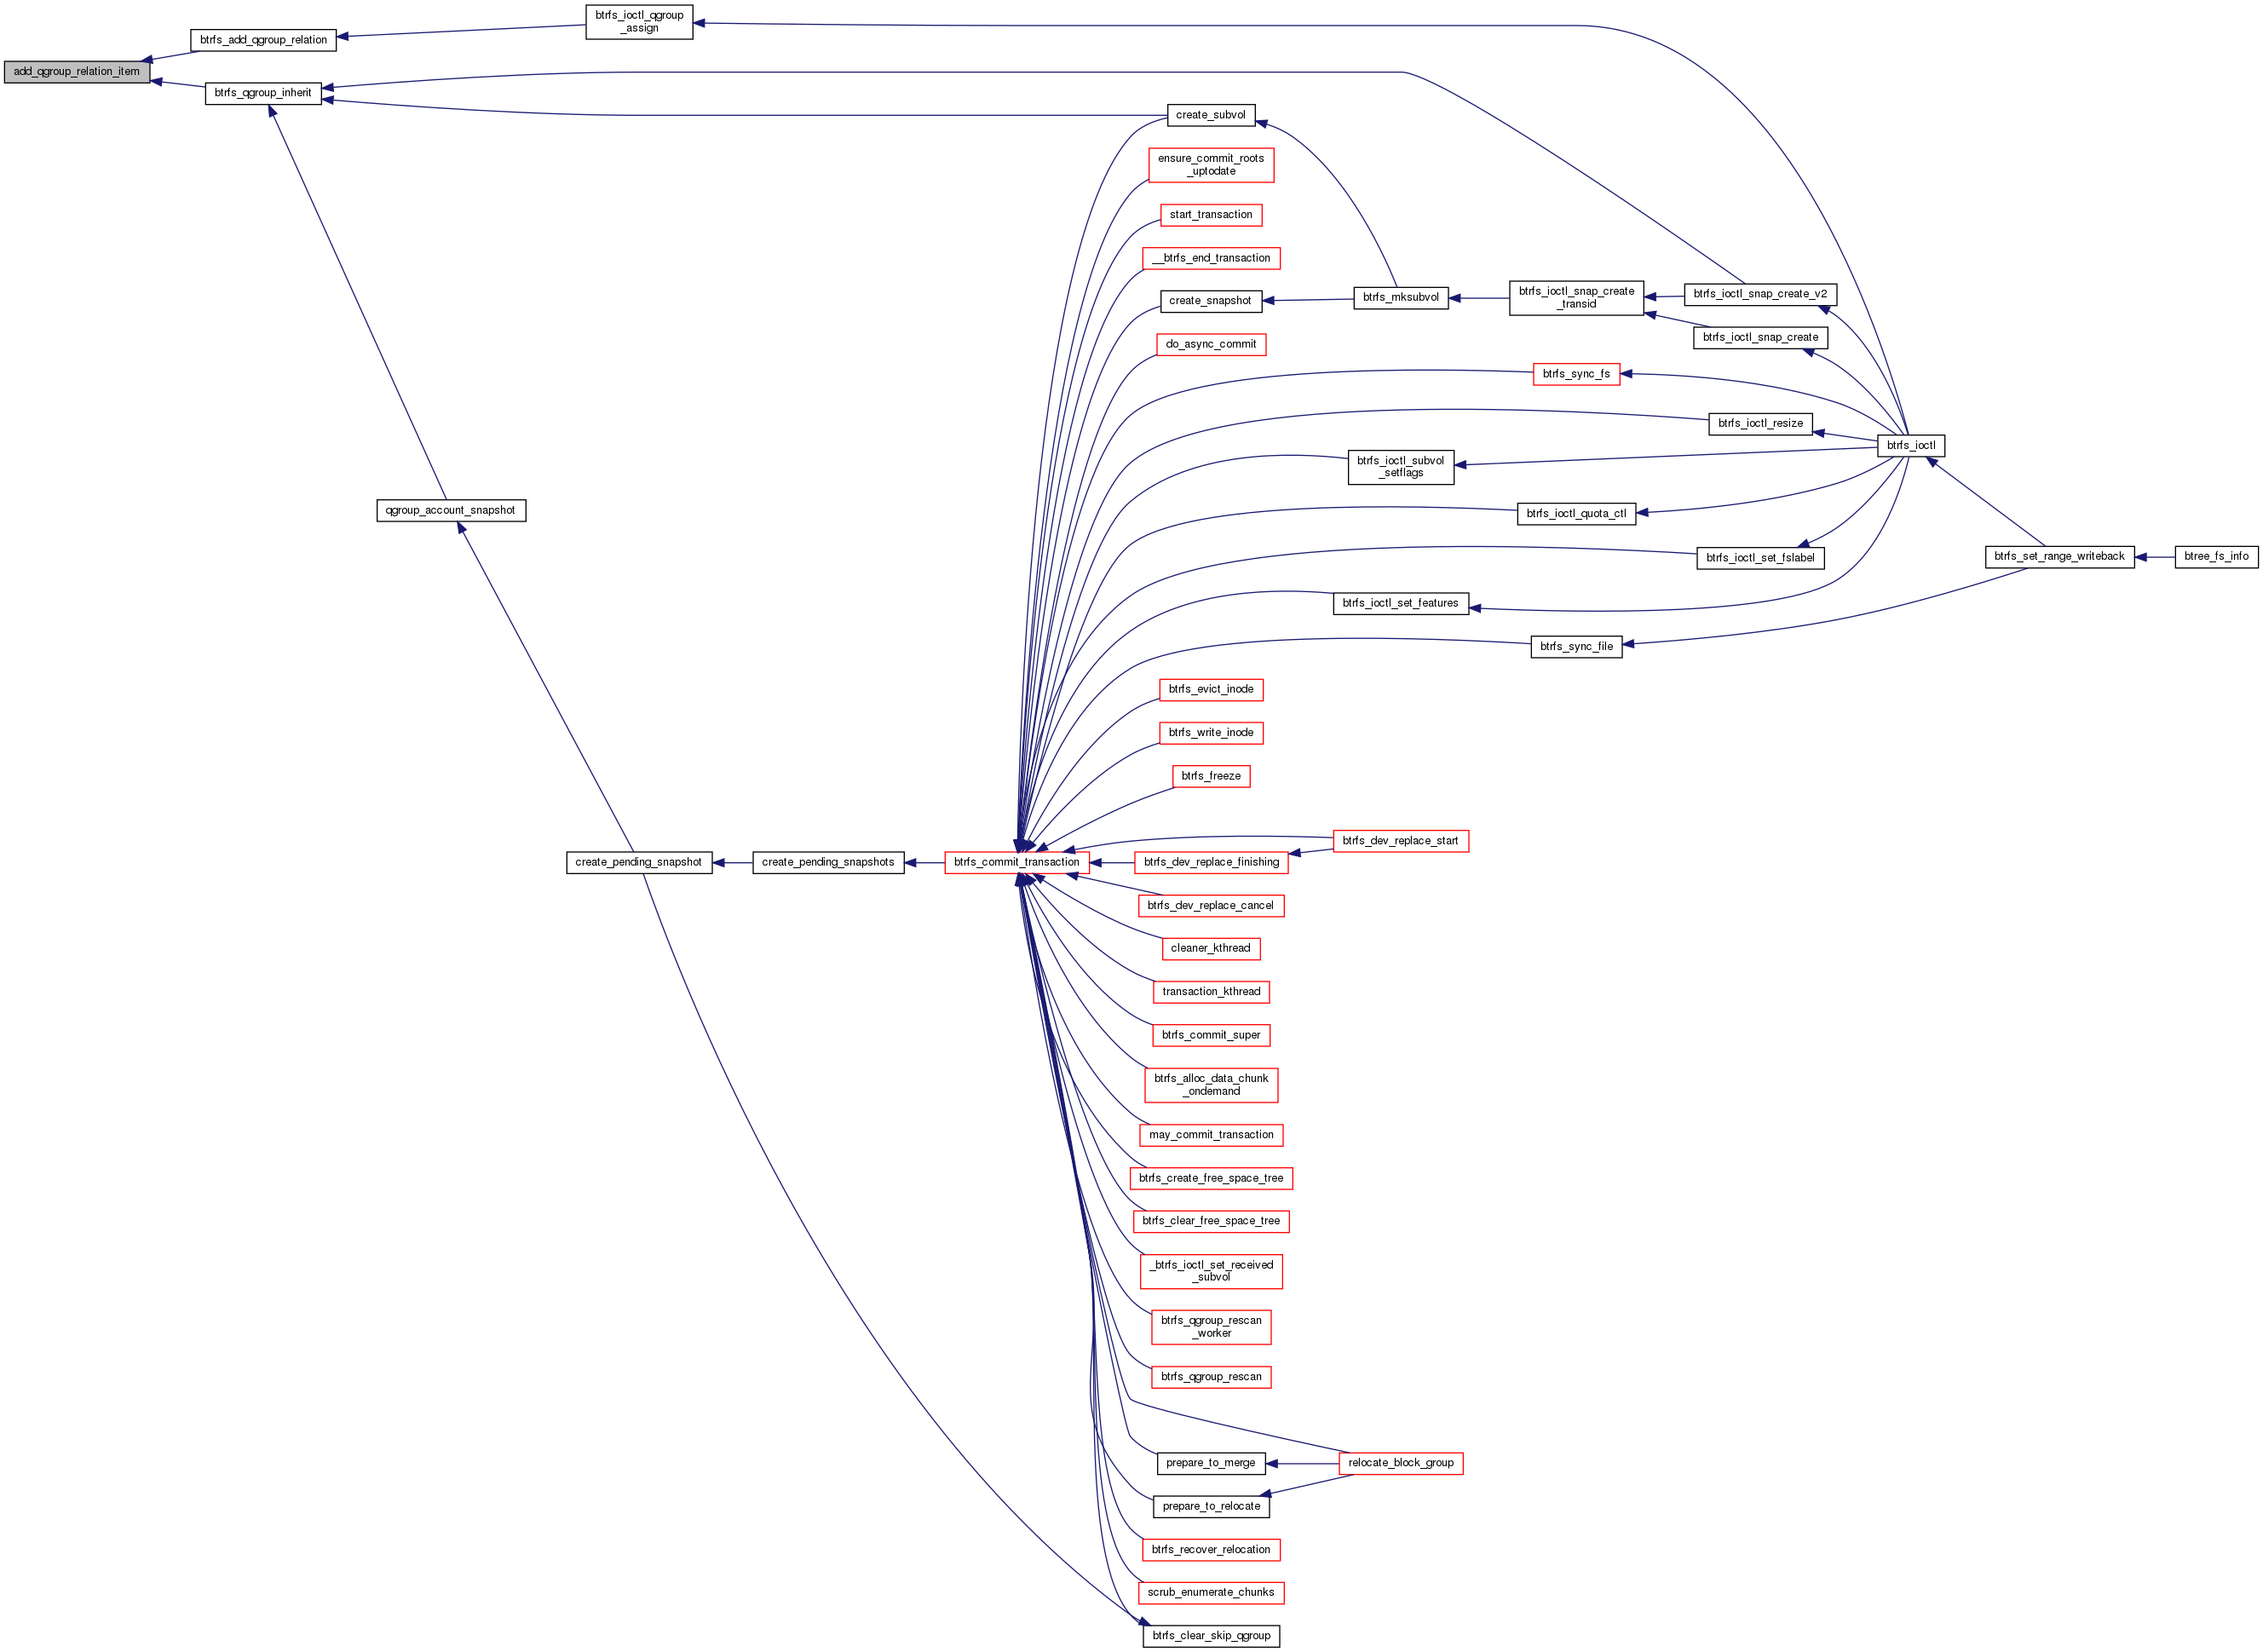 btrfs_ioctl_qgroup
_assign
btrfs_add_qgroup_relation
add_qgroup_relation_item
btrfs_qgroup_inherit
create_subvol
ensure_commit_roots
_uptodate
start_transaction
__btrfs_end_transaction
create_snapshot
btrfs_mksubvol
btrfs_ioctl_snap_create
_transid
btrfs_ioctl_snap_create_v2
btrfs_ioctl_snap_create
do_async_commit
btrfs_sync_fs
btrfs_ioctl_resize
btrfs_ioctl
btrfs_ioctl_subvol
_setflags
qgroup_account_snapshot
btrfs_ioctl_quota_ctl
btrfs_ioctl_set_fslabel
btrfs_set_range_writeback
btree_fs_info
btrfs_ioctl_set_features
btrfs_sync_file
btrfs_evict_inode
btrfs_write_inode
btrfs_freeze
btrfs_dev_replace_start
create_pending_snapshot
create_pending_snapshots
btrfs_commit_transaction
btrfs_dev_replace_finishing
btrfs_dev_replace_cancel
cleaner_kthread
transaction_kthread
btrfs_commit_super
btrfs_alloc_data_chunk
_ondemand
may_commit_transaction
btrfs_create_free_space_tree
btrfs_clear_free_space_tree
_btrfs_ioctl_set_received
_subvol
btrfs_qgroup_rescan
_worker
btrfs_qgroup_rescan
prepare_to_merge
relocate_block_group
prepare_to_relocate
btrfs_recover_relocation
scrub_enumerate_chunks
btrfs_clear_skip_qgroup